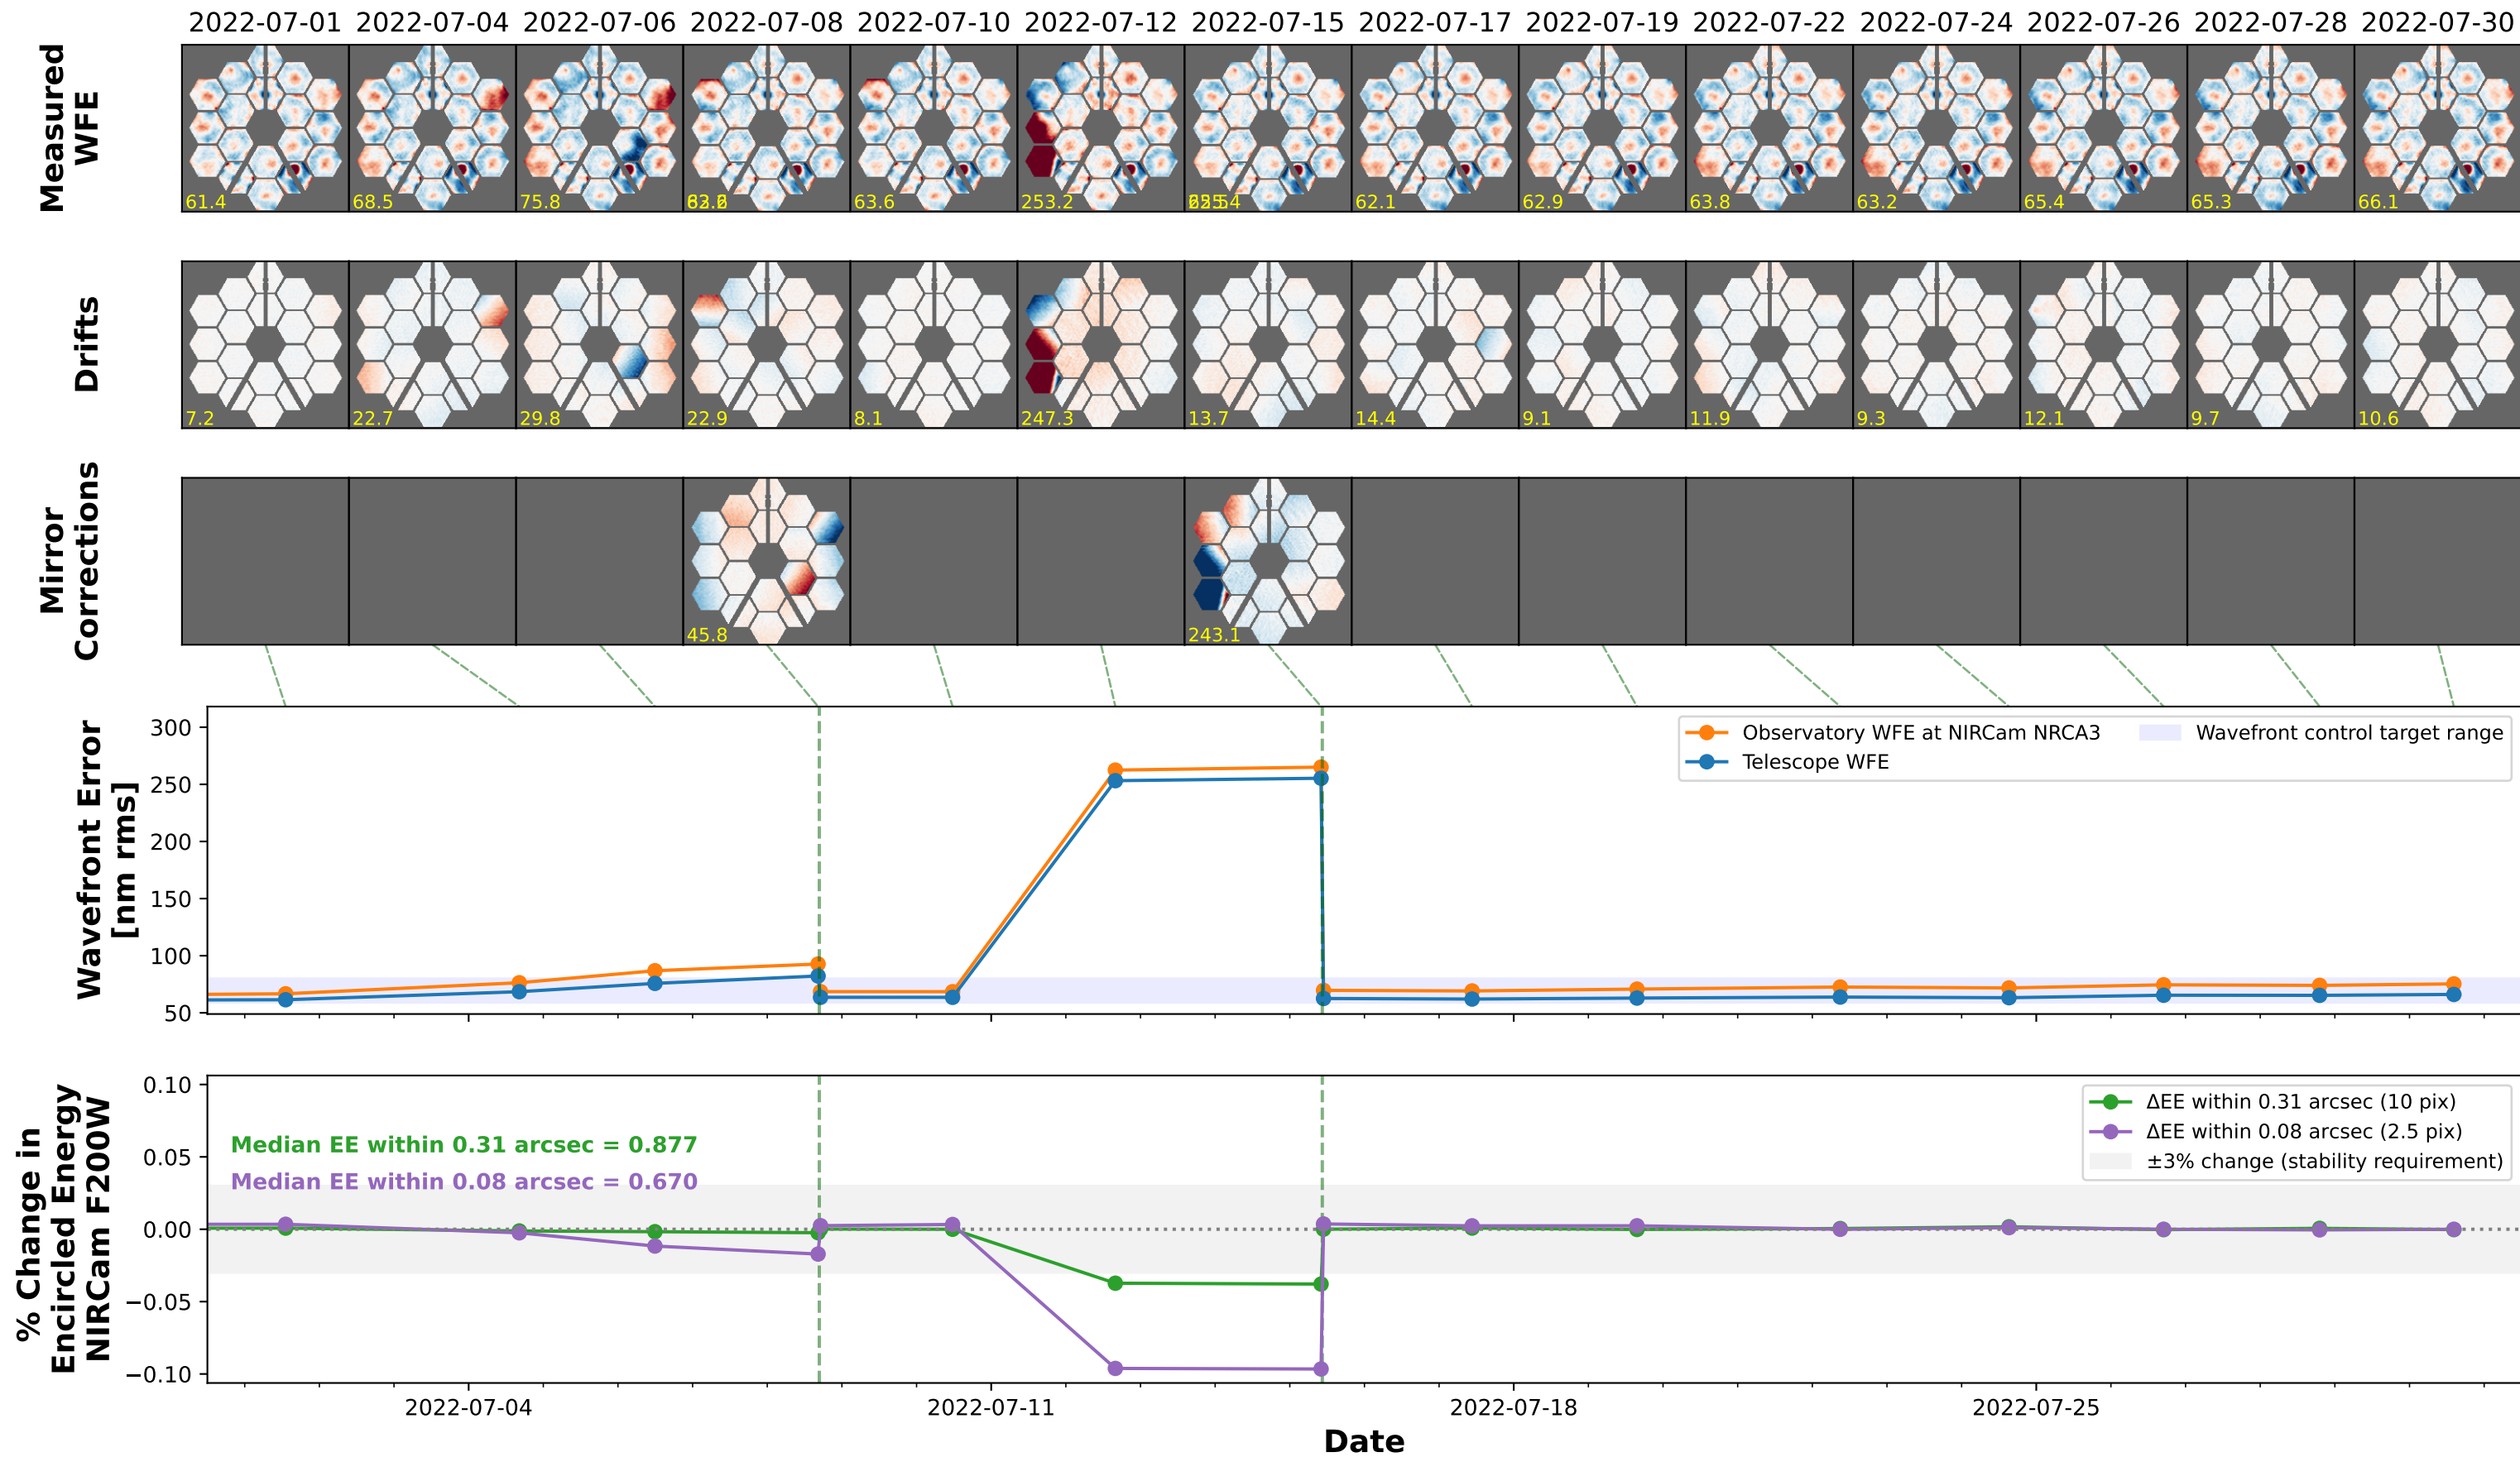 2022-07-01 2022-07-04 2022-07-06 2022-07-08 2022-07-10 2022-07-12 2022-07-15 2022-07-17 2022-07-19 2022-07-22 2022-07-24 2022-07-26 2022-07-28 2022-07-30
Measured
WFE
61.4 68.5 75.8 63.6 253.2 62.1 62.9 63.8 63.2 65.4 65.3 66.1
Drifts
7.2 22.7 29.8 22.9 8.1 247.3 13.7 14.4 9.1 11.9 9.3 12.1 9.7 10.6
Mirror
Corrections
45.8 243.1
Wavefront Error
[nm rms]
300
250
200
150
100
50
Observatory WFE at NIRCam NRCA3
Telescope WFE
Wavefront control target range
% Change in
Encircled Energy
NIRCam F200W
0.10
0.05
0.00
−0.05
−0.10
Median EE within 0.31 arcsec = 0.877
Median EE within 0.08 arcsec = 0.670
ΔEE within 0.31 arcsec (10 pix)
ΔEE within 0.08 arcsec (2.5 pix)
±3% change (stability requirement)
2022-07-04 2022-07-11 2022-07-18 2022-07-25
Date